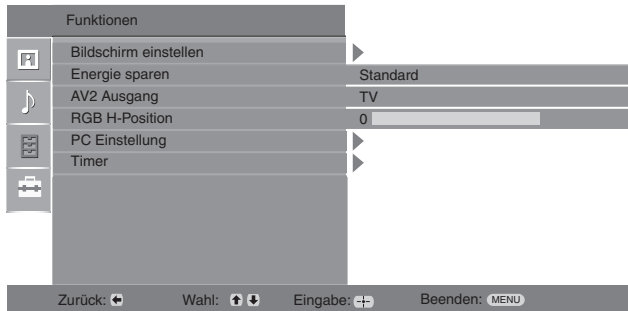 Funktionen
Bildschirm einstellen
Energie sparen Standard
AV2 Ausgang TV
RGB H-Position 0
PC Einstellung
Timer
Zurück: Wahl: Eingabe: Beenden: MENU